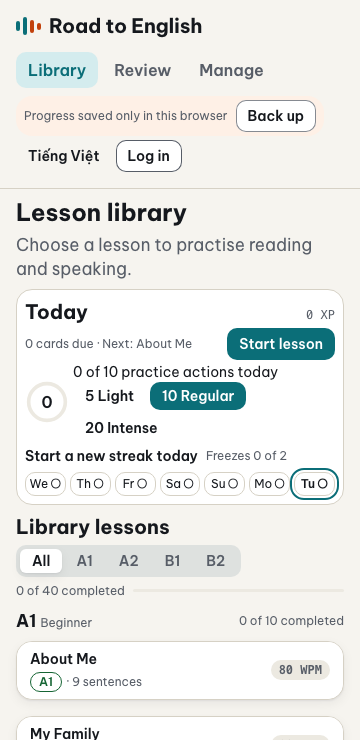 Road to English
Library Review Manage
Progress saved only in this browser Back up
Tiếng Việt Log in
Lesson library
Choose a lesson to practise reading
and speaking.
Today 0 XP
0 cards due · Next: About Me Start lesson
0 of 10 practice actions today
0 5 Light 10 Regular
20 Intense
Start a new streak today Freezes 0 of 2
We Th Fr Sa Su Mo Tu
Library lessons
All A1 A2 B1 B2
0 of 40 completed
A1 Beginner 0 of 10 completed
About Me 80 WPM
A1 · 9 sentences
My Family